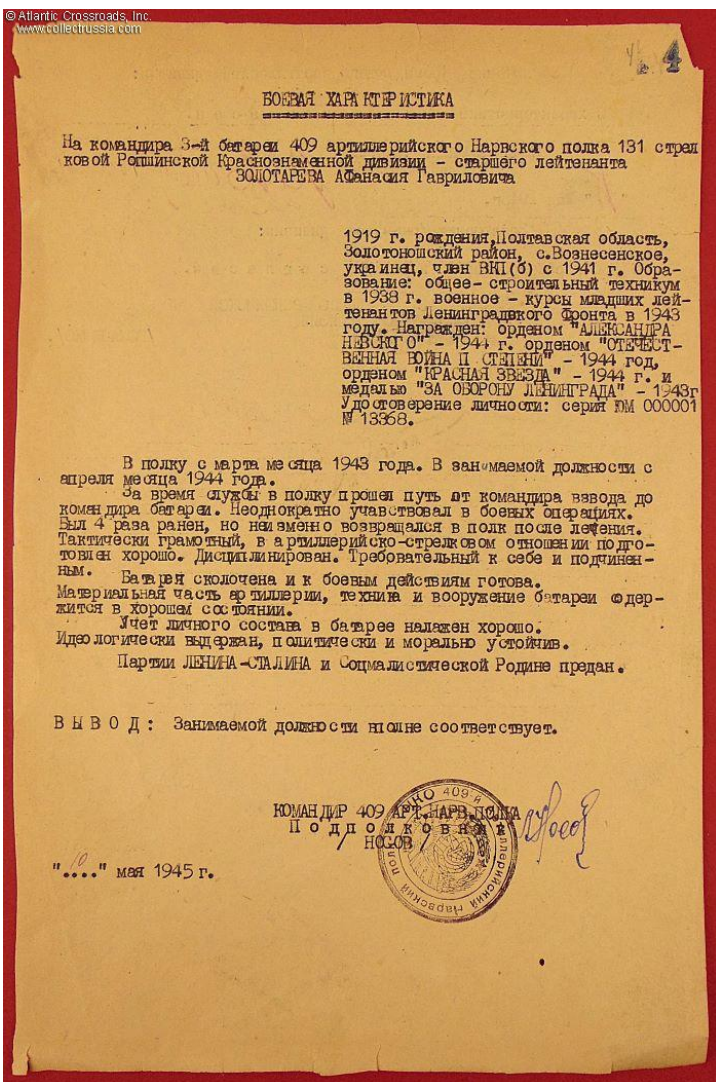 © Atlantic Crossroads, Inc.
www.collectrussia.com
4
БОЕВАЯ ХАРАКТЕРИСТИКА
На командира 3-й батареи 409 артиллерийского Нарвского полка 131 стрел
ковой Ропшинской Краснознаменной дивизии - старшего лейтенанта
ЗОЛОТАРЕВА Афанасия Гавриловича
1919 г. рождения, Полтавская область,
Золотоношский район, с.Вознесенское,
украинец, член ВКП(б) с 1941 г. Обра-
зование: общее- строительный техникум
в 1938 г. военное - курсы младших лей-
тенантов Ленинградвкого Фронта в 1943
году. Награжден: орденом "АЛЕКСАНДРА
НЕВСКОГО" - 1944 г. орденом "ОТЕЧЕСТ-
ВЕННАЯ ВОЙНА П СТЕПЕНИ" - 1944 год,
орденом "КРАСНАЯ ЗВЕЗДА" - 1944 г. и
медалью "ЗА ОБОРОНУ ЛЕНИНГРАДА" - 1943г
Удостоверение личности: серия ЮМ 000001
№ 13368.
В полку с марта месяца 1943 года. В занимаемой должности с
апреля месяца 1944 года.
За время службы в полку прошел путь от командира взвода до
командира батареи. Неоднократно учавствовал в боевых операциях.
Был 4 раза ранен, но неизменно возвращался в полк после лечения.
Тактически грамотный, в артиллерийско-стрелковом отношении подго-
товлен хорошо. Дисциплинирован. Требовательный к себе и подчинен-
ным.
Батарея сколочена и к боевым действиям готова.
Материальная часть артиллерии, техника и вооружение батареи содер-
жится в хорошем состоянии.
Учет личного состава в батарее налажен хорошо.
Идеологически выдержан, политически и морально устойчив.
Партии ЛЕНИНА-СТАЛИНА и Соцмалистической Родине предан.
В Ы В О Д : Занимаемой должности вполне соответствует.
КОМАНДИР 409 АРТ.НАРВ.ПОЛКА
П о д п о л к о в н и к
/ НОСОВ /
НКО 409-й артиллерийский Нарвский полк
Носов
"10" мая 1945 г.